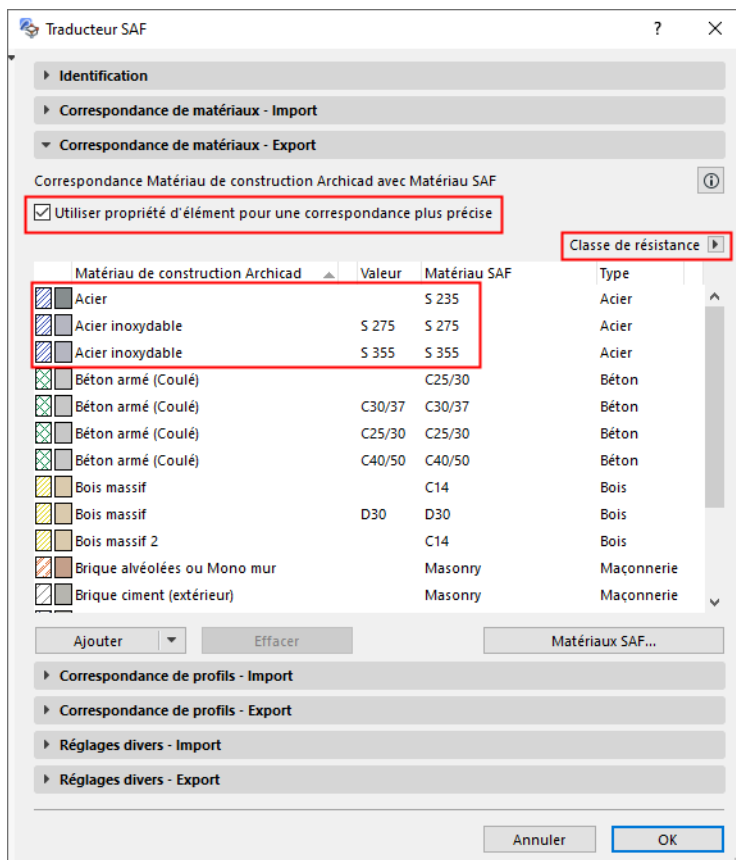 Traducteur SAF ?
Identification
Correspondance de matériaux - Import
Correspondance de matériaux - Export
Correspondance Matériau de construction Archicad avec Matériau SAF
Utiliser propriété d'élément pour une correspondance plus précise
Classe de résistance
Matériau de construction Archicad Valeur Matériau SAF Type
Acier S 235 Acier
Acier inoxydable S 275 S 275 Acier
Acier inoxydable S 355 S 355 Acier
Béton armé (Coulé) C25/30 Béton
Béton armé (Coulé) C30/37 C30/37 Béton
Béton armé (Coulé) C25/30 C25/30 Béton
Béton armé (Coulé) C40/50 C40/50 Béton
Bois massif C14 Bois
Bois massif D30 D30 Bois
Bois massif 2 C14 Bois
Brique alvéolées ou Mono mur Masonry Maçonnerie
Brique ciment (extérieur) Masonry Maçonnerie
Ajouter Effacer Matériaux SAF...
Correspondance de profils - Import
Correspondance de profils - Export
Réglages divers - Import
Réglages divers - Export
Annuler OK